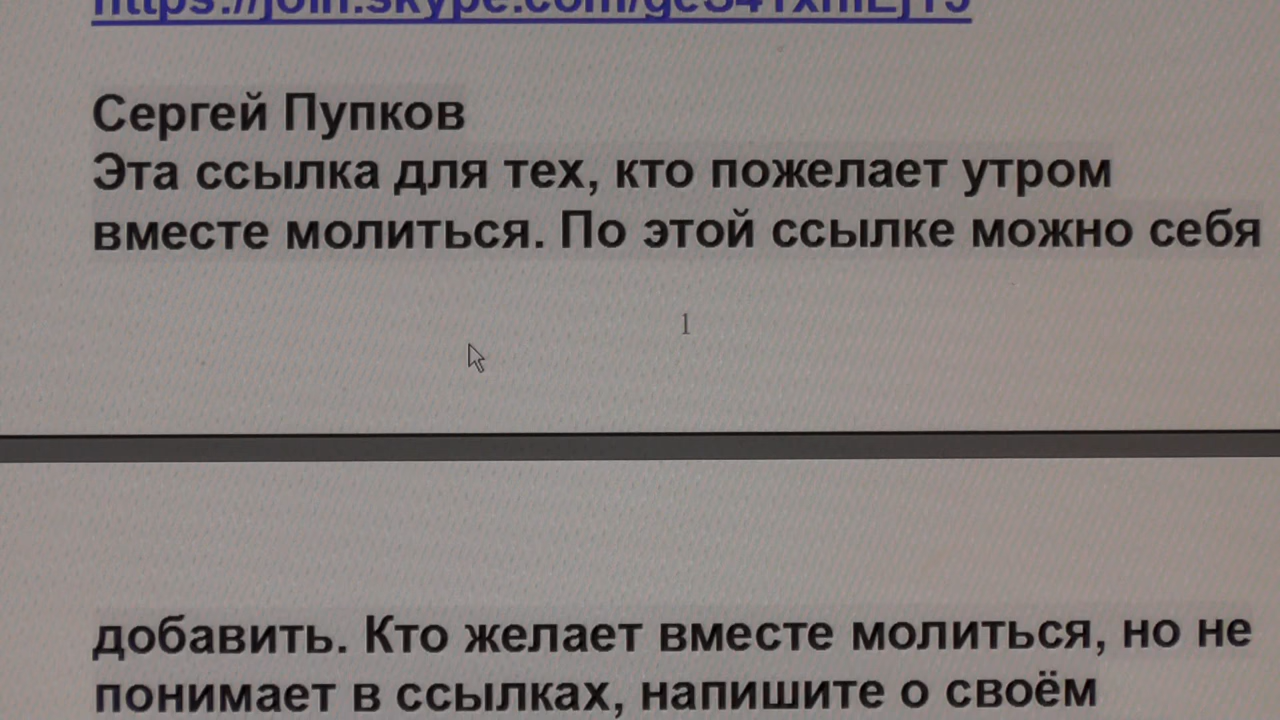 Сергей Пупков
Эта ссылка для тех, кто пожелает утром
вместе молиться. По этой ссылке можно себя
1
добавить. Кто желает вместе молиться, но не
понимает в ссылках, напишите о своём